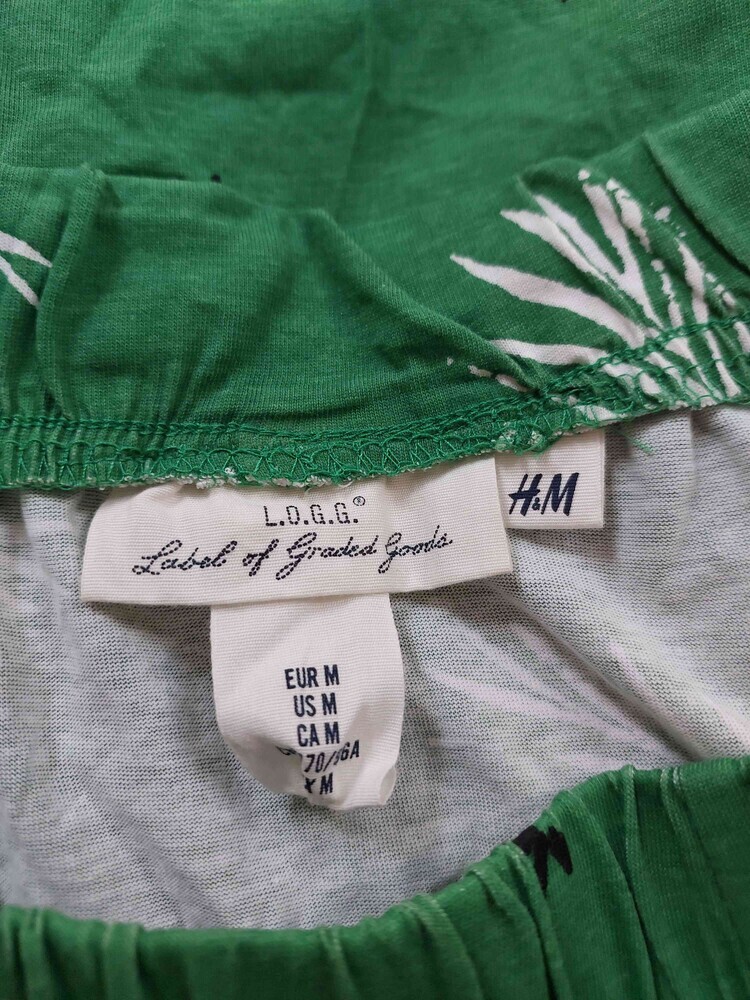 L.O.G.G.®
Label of Graded Goods
H&M
EUR M
US M
CA M
M